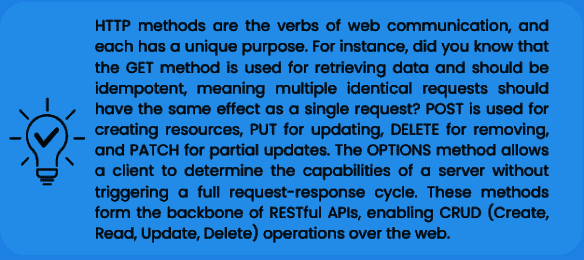 HTTP methods are the verbs of web communication, and
each has a unique purpose. For instance, did you know that
the GET method is used for retrieving data and should be
idempotent, meaning multiple identical requests should
have the same effect as a single request? POST is used for
creating resources, PUT for updating, DELETE for removing,
and PATCH for partial updates. The OPTIONS method allows
a client to determine the capabilities of a server without
triggering a full request-response cycle. These methods
form the backbone of RESTful APIs, enabling CRUD (Create,
Read, Update, Delete) operations over the web.